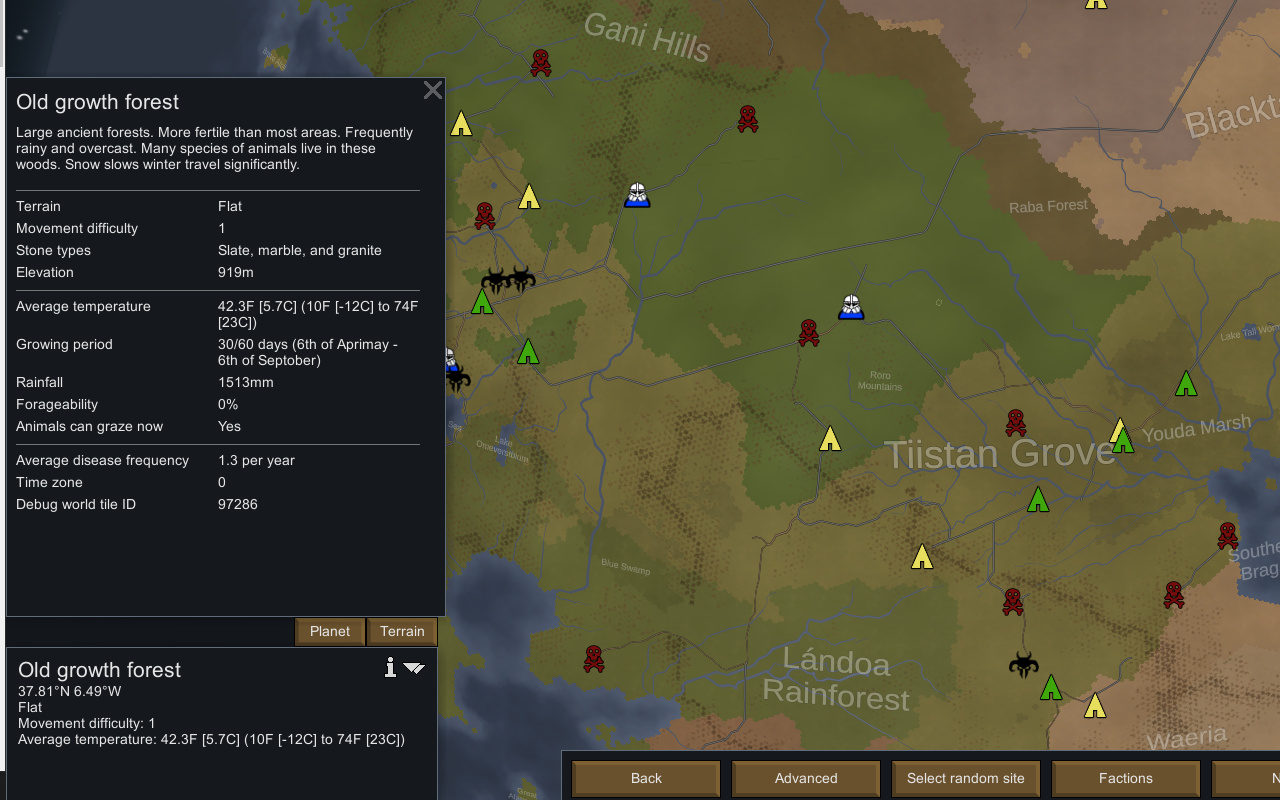 Gani Hills
Blackt
Raba Forest
Old growth forest
Large ancient forests. More fertile than most areas. Frequently
rainy and overcast. Many species of animals live in these
woods. Snow slows winter travel significantly.
Terrain Flat
Movement difficulty 1
Stone types Slate, marble, and granite
Elevation 919m
Average temperature 42.3F [5.7C] (10F [-12C] to 74F
[23C])
Growing period 30/60 days (6th of Aprimay -
6th of Septober)
Rainfall 1513mm
Forageability 0%
Animals can graze now Yes
Average disease frequency 1.3 per year
Time zone 0
Debug world tile ID 97286
Lake Tall Worm
Roro
Mountains
Tiistan Grove
Youda Marsh
Sea
Lake
Southe
Brag
Blue Swamp
Lándoa
Rainforest
Waeria
Planet
Terrain
Old growth forest
37.81°N 6.49°W
Flat
Movement difficulty: 1
Average temperature: 42.3F [5.7C] (10F [-12C] to 74F [23C])
Back
Advanced
Select random site
Factions
N